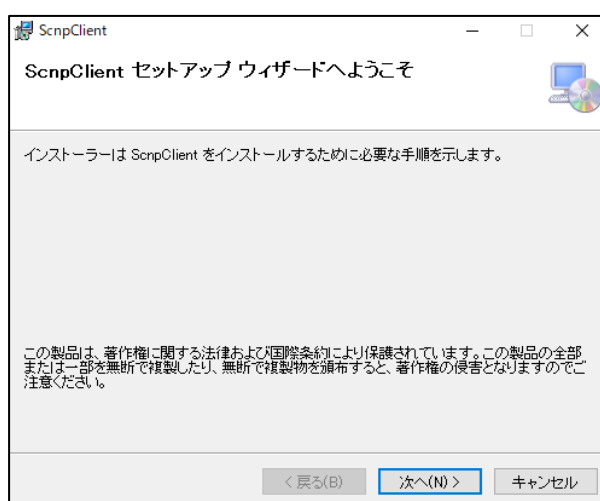 ScnpClient
ScnpClient セットアップ ウィザードへようこそ
インストーラーは ScnpClient をインストールするために必要な手順を示します。
この製品は、著作権に関する法律および国際条約により保護されています。この製品の全部
または一部を無断で複製したり、無断で複製物を頒布すると、著作権の侵害となりますのでご
注意ください。
< 戻る(B)
次へ(N) >
キャンセル